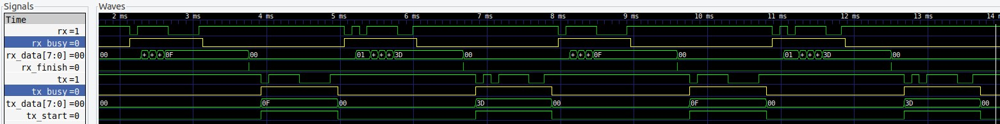 Signals
Waves
Time
2 ms 3 ms 4 ms 5 ms 6 ms 7 ms 8 ms 9 ms 10 ms 11 ms 12 ms 13 ms 14
rx=1
rx_busy=0
rx_data[7:0]=00 00 + + + 0F 00 01 + + + 3D 00 + + + 0F 00 01 + + + 3D 00
rx_finish=0
tx=1
tx_busy=0
tx_data[7:0]=00 00 0F 00 3D 00 0F 00 3D 00
tx_start=0